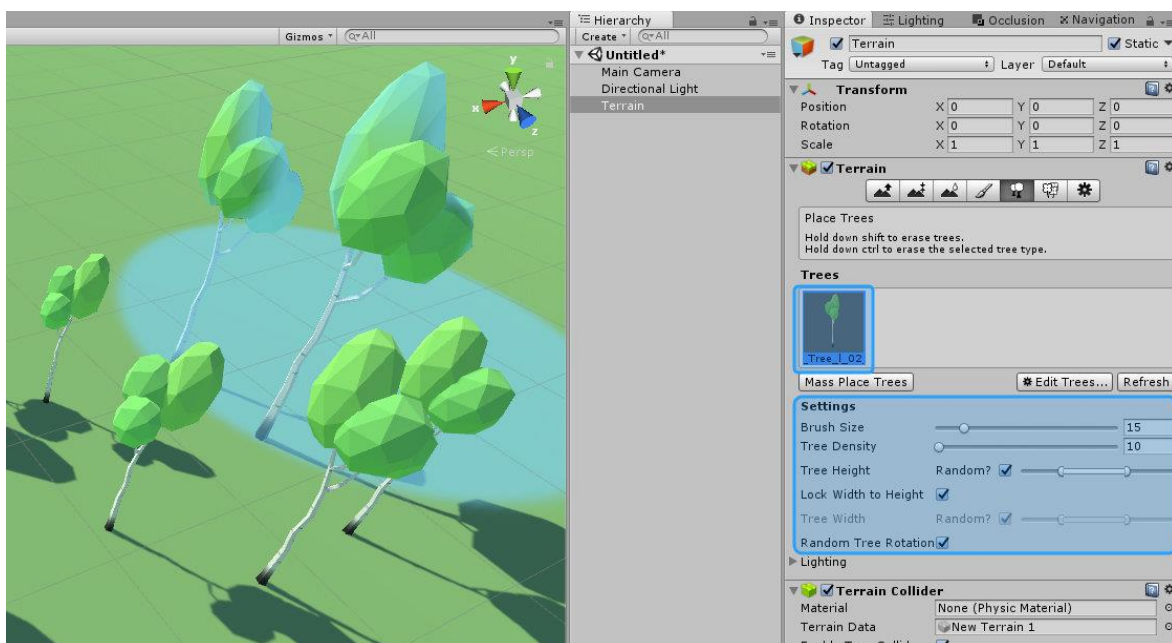 Gizmos All
y
x
z
Persp
Hierarchy
Create All
Untitled*
Main Camera
Directional Light
Terrain
Inspector Lighting Occlusion Navigation
Terrain Static
Tag Untagged Layer Default
Transform
Position X 0 Y 0 Z 0
Rotation X 0 Y 0 Z 0
Scale X 1 Y 1 Z 1
Terrain
Place Trees
Hold down shift to erase trees.
Hold down ctrl to erase the selected tree type.
Trees
_Tree_l_02
Mass Place Trees Edit Trees... Refresh
Settings
Brush Size 15
Tree Density 10
Tree Height Random?
Lock Width to Height
Tree Width Random?
Random Tree Rotation
Lighting
Terrain Collider
Material None (Physic Material)
Terrain Data New Terrain 1